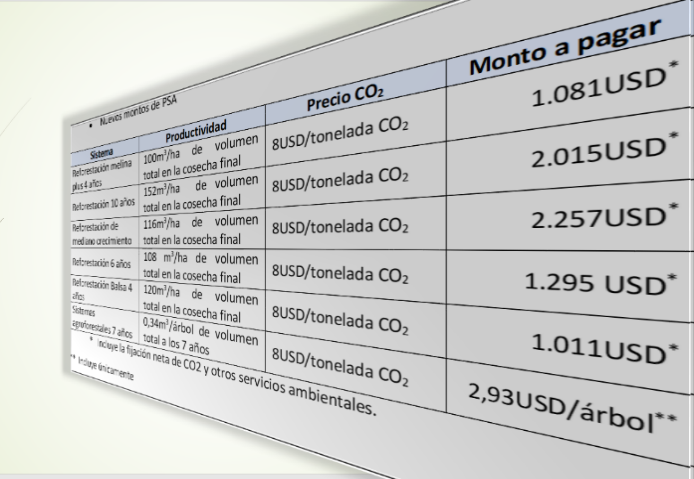 • Nuevos montos de PSA
Sistema Productividad Precio CO₂ Monto a pagar
Reforestación melina 100m³/ha de volumen 8USD/tonelada CO₂ 1.081USD*
plus 4 años total en la cosecha final
Reforestación 10 años 152m³/ha de volumen 8USD/tonelada CO₂ 2.015USD*
total en la cosecha final
Reforestación de 116m³/ha de volumen 8USD/tonelada CO₂ 2.257USD*
mediano crecimiento total en la cosecha final
Reforestación 6 años 108 m³/ha de volumen 8USD/tonelada CO₂ 1.295 USD*
total en la cosecha final
Reforestación Balsa 4 120m³/ha de volumen 8USD/tonelada CO₂ 1.011USD*
años total en la cosecha final
Sistemas 0,34m³/árbol de volumen 8USD/tonelada CO₂ 2,93USD/árbol**
agroforestales 7 años total a los 7 años
* Incluye la fijación neta de CO2 y otros servicios ambientales.
** Incluye únicamente